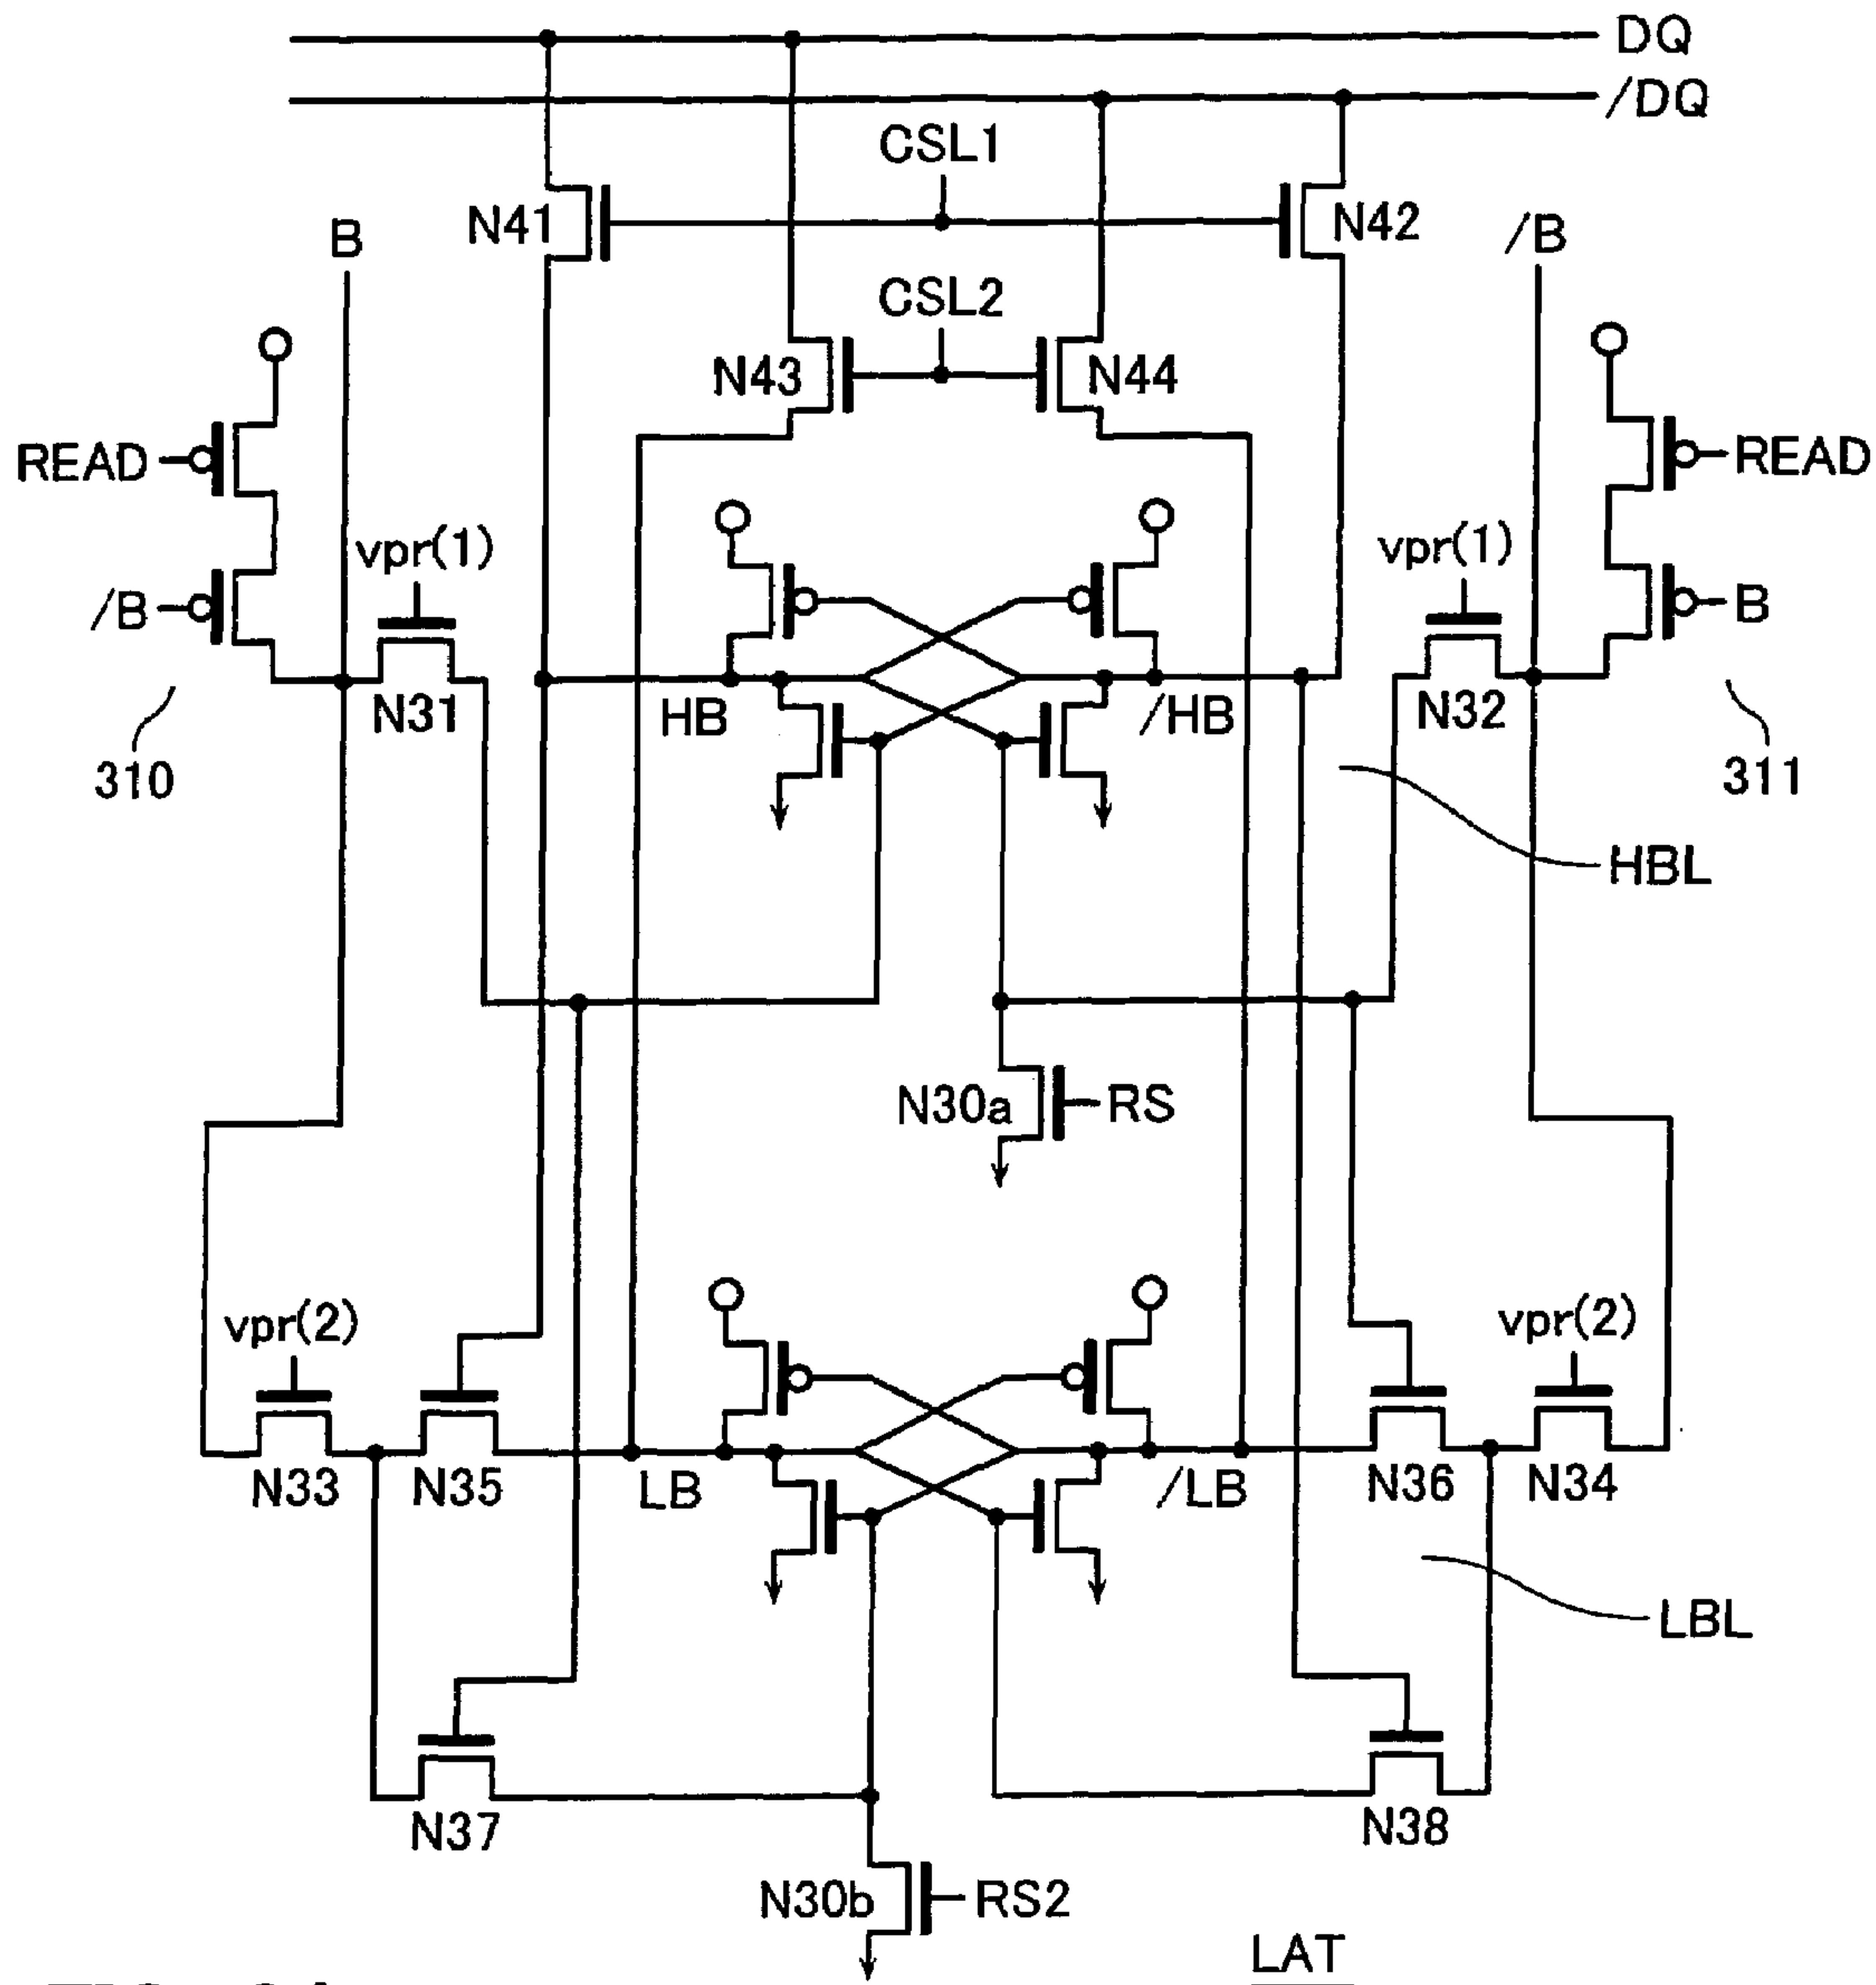 DQ
/DQ
CSL1
N41
N42
B
/B
CSL2
N43
N44
READ
READ
vpr(1)
vpr(1)
/B
B
N31
HB
/HB
N32
310
311
HBL
N30a
RS
vpr(2)
vpr(2)
N33
N35
LB
/LB
N36
N34
LBL
N37
N38
N30b
RS2
LAT